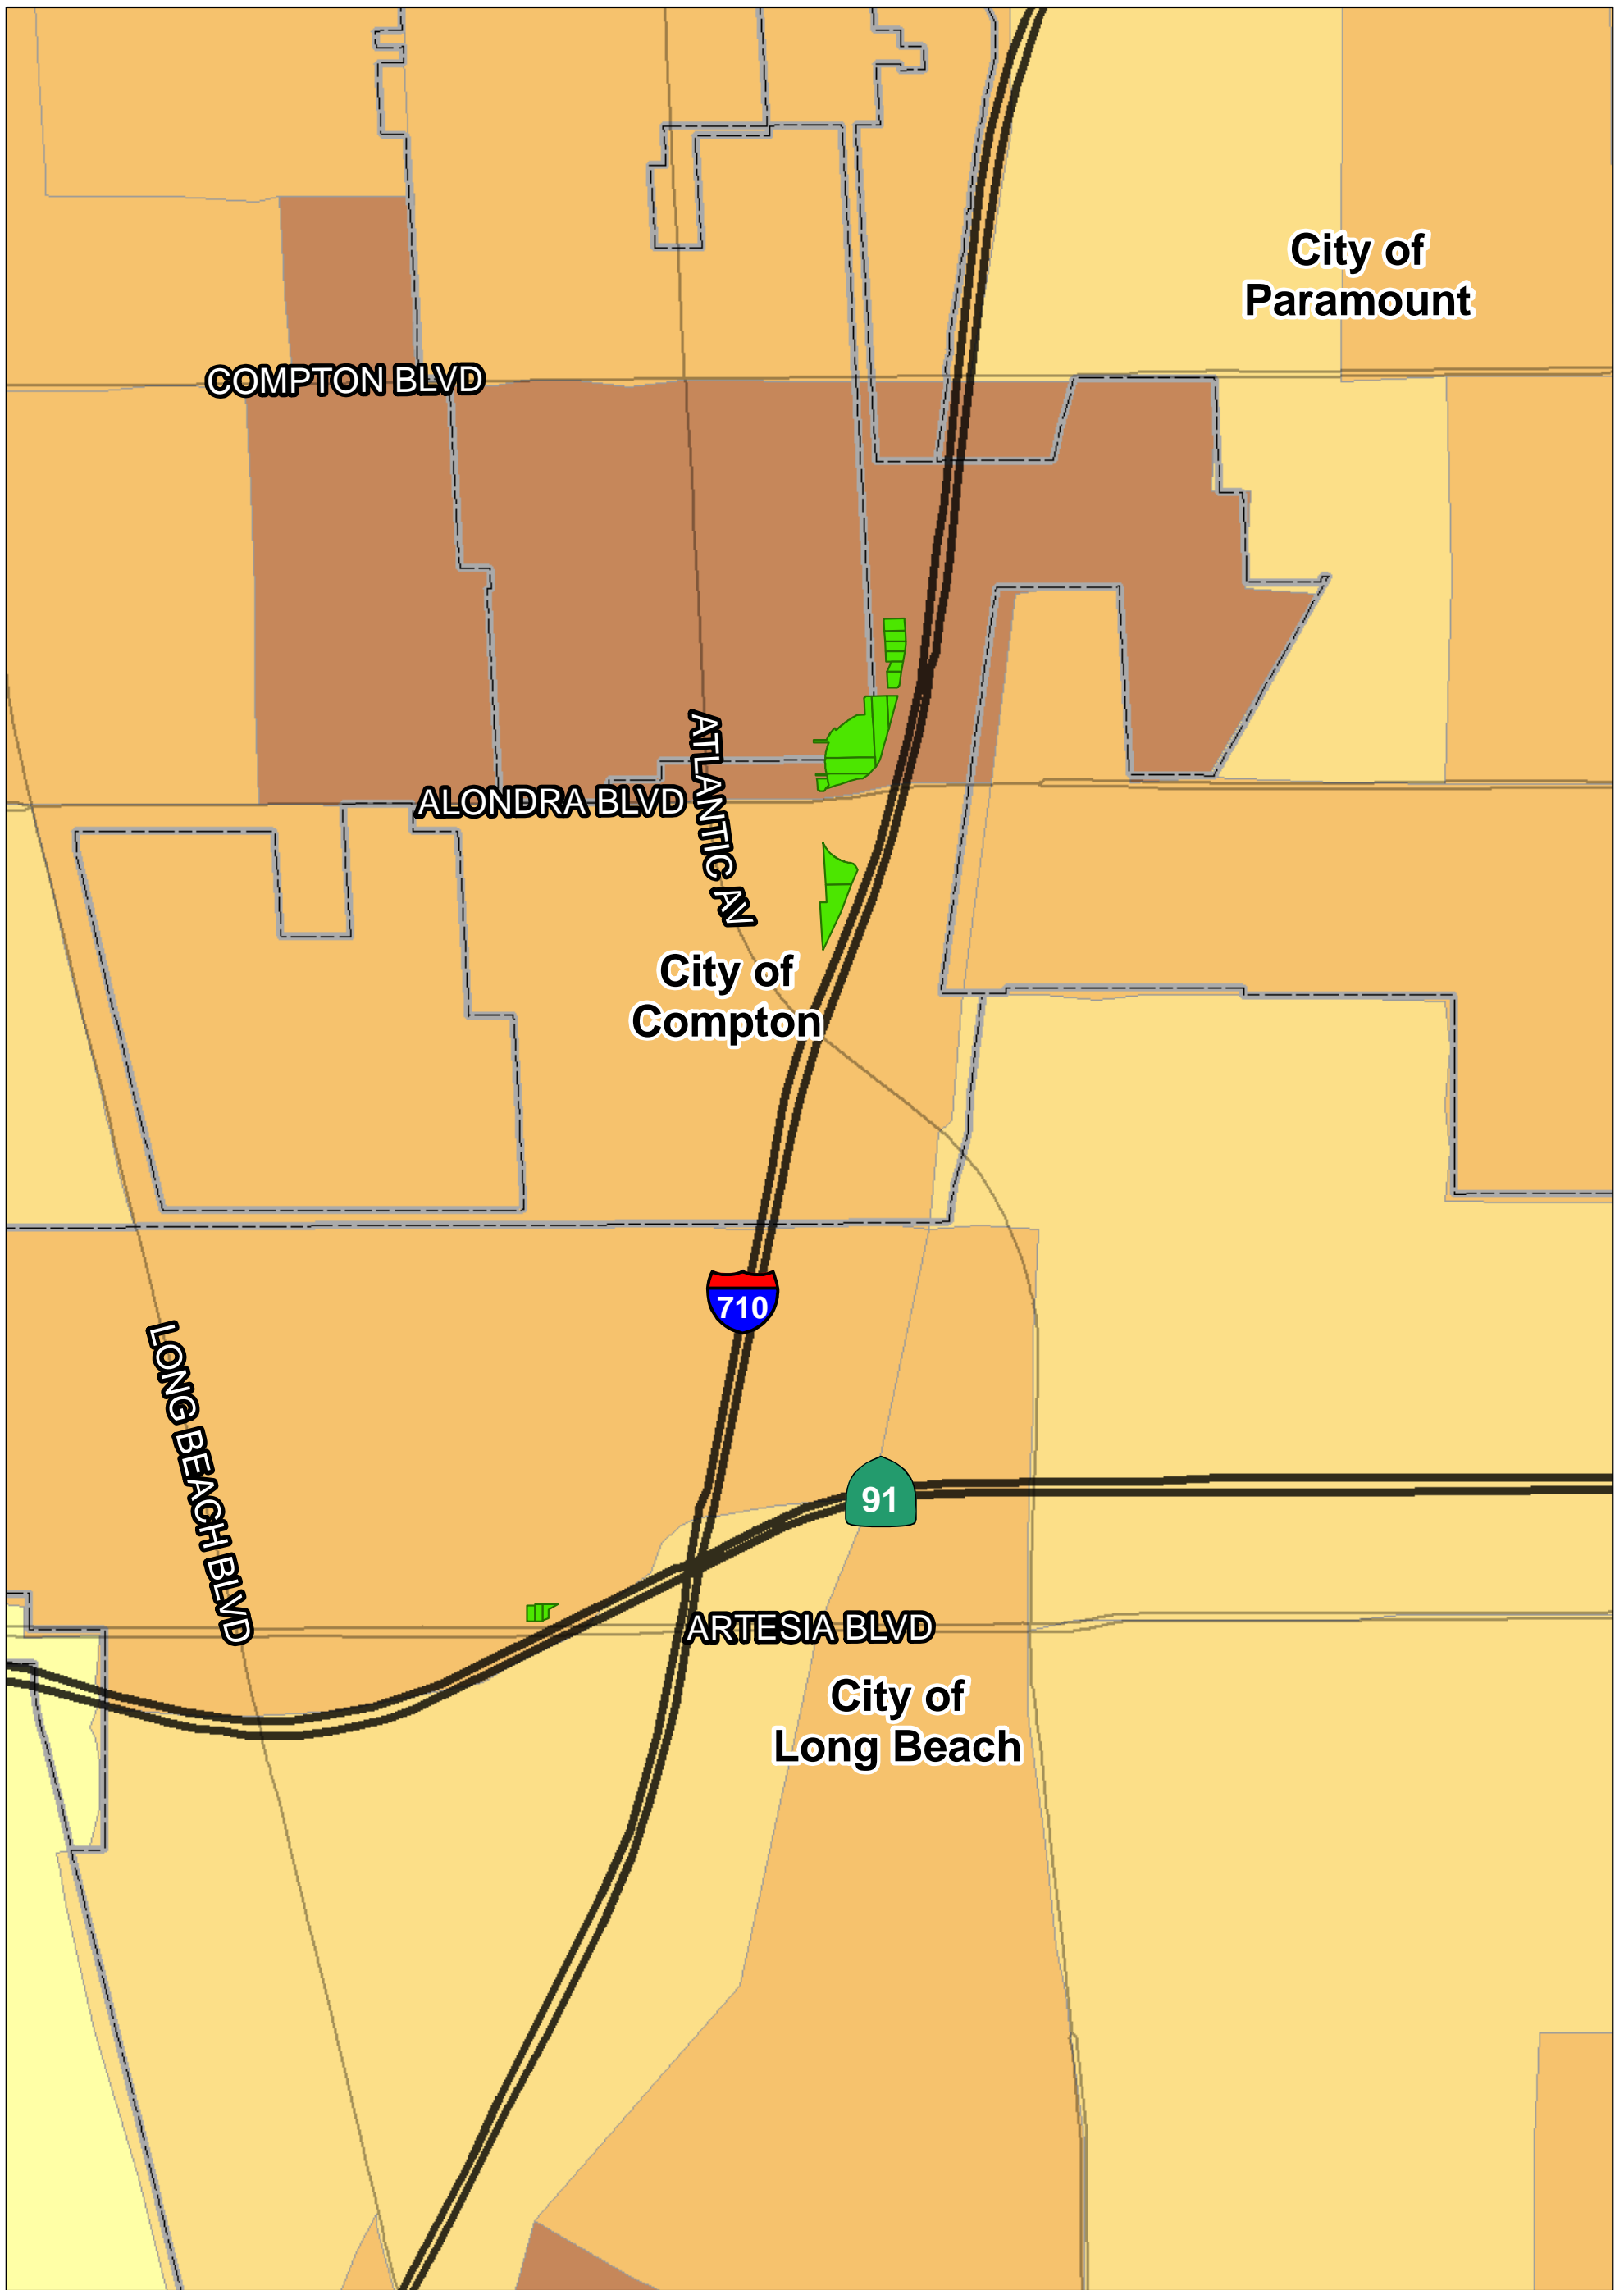 City of
Paramount
COMPTON BLVD
ATLANTIC AV
ALONDRA BLVD
City of
Compton
710
LONG BEACH BLVD
91
ARTESIA BLVD
City of
Long Beach